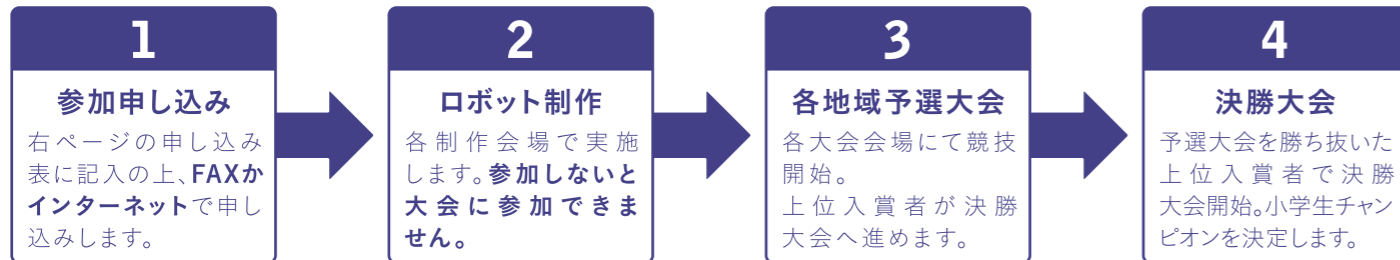 1
参加申し込み
右ページの申し込み
表に記入の上、FAXか
インターネットで申し
込みします。
2
ロボット制作
各制作会場で実施
します。参加しないと
大会に参加できま
せん。
3
各地域予選大会
各大会会場にて競技
開始。
上位入賞者が決勝
大会へ進めます。
4
決勝大会
予選大会を勝ち抜いた
上位入賞者で決勝
大会開始。小学生チャン
ピオンを決定します。